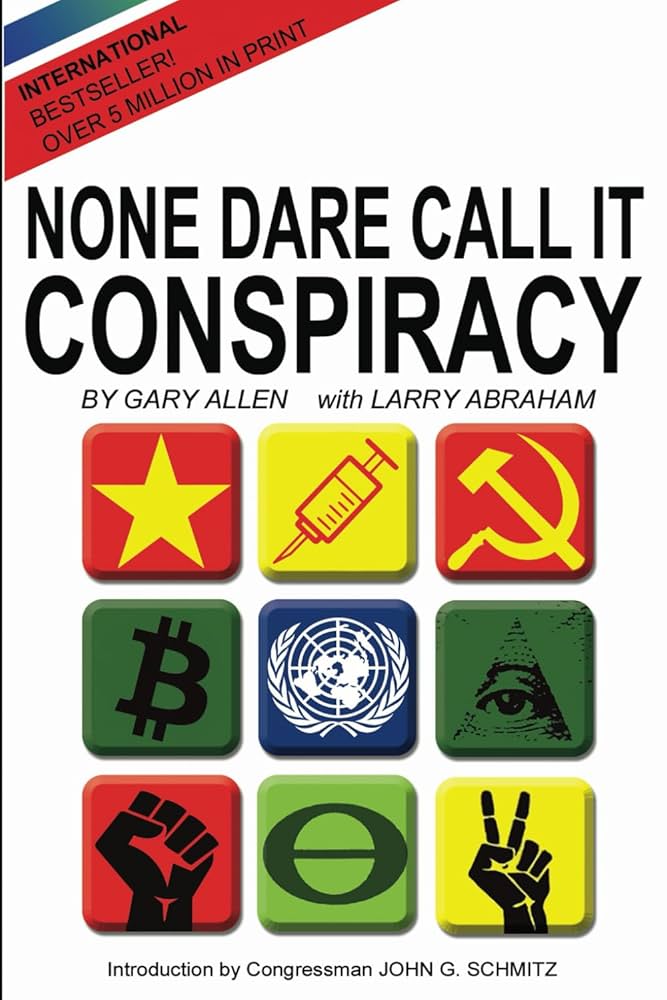 INTERNATIONAL
BESTSELLER!
OVER 5 MILLION IN PRINT
NONE DARE CALL IT
CONSPIRACY
BY GARY ALLEN with LARRY ABRAHAM
Introduction by Congressman JOHN G. SCHMITZ